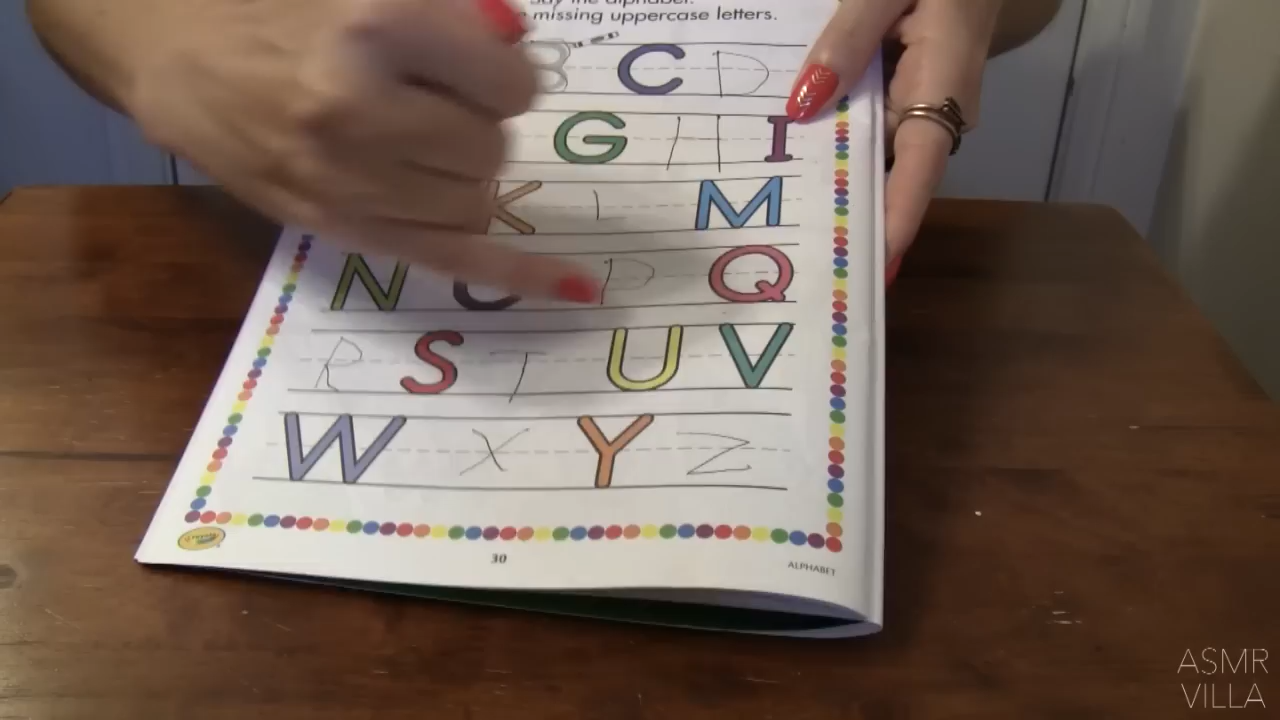 missing uppercase letters.
B C D
G H I
K L M
N O P Q
R S T U V
W X Y Z
30
ALPHABET
ASMR
VILLA